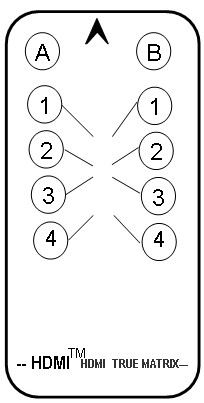 A B
1 1
2 2
3 3
4 4
-- HDMI™ HDMI TRUE MATRIX--